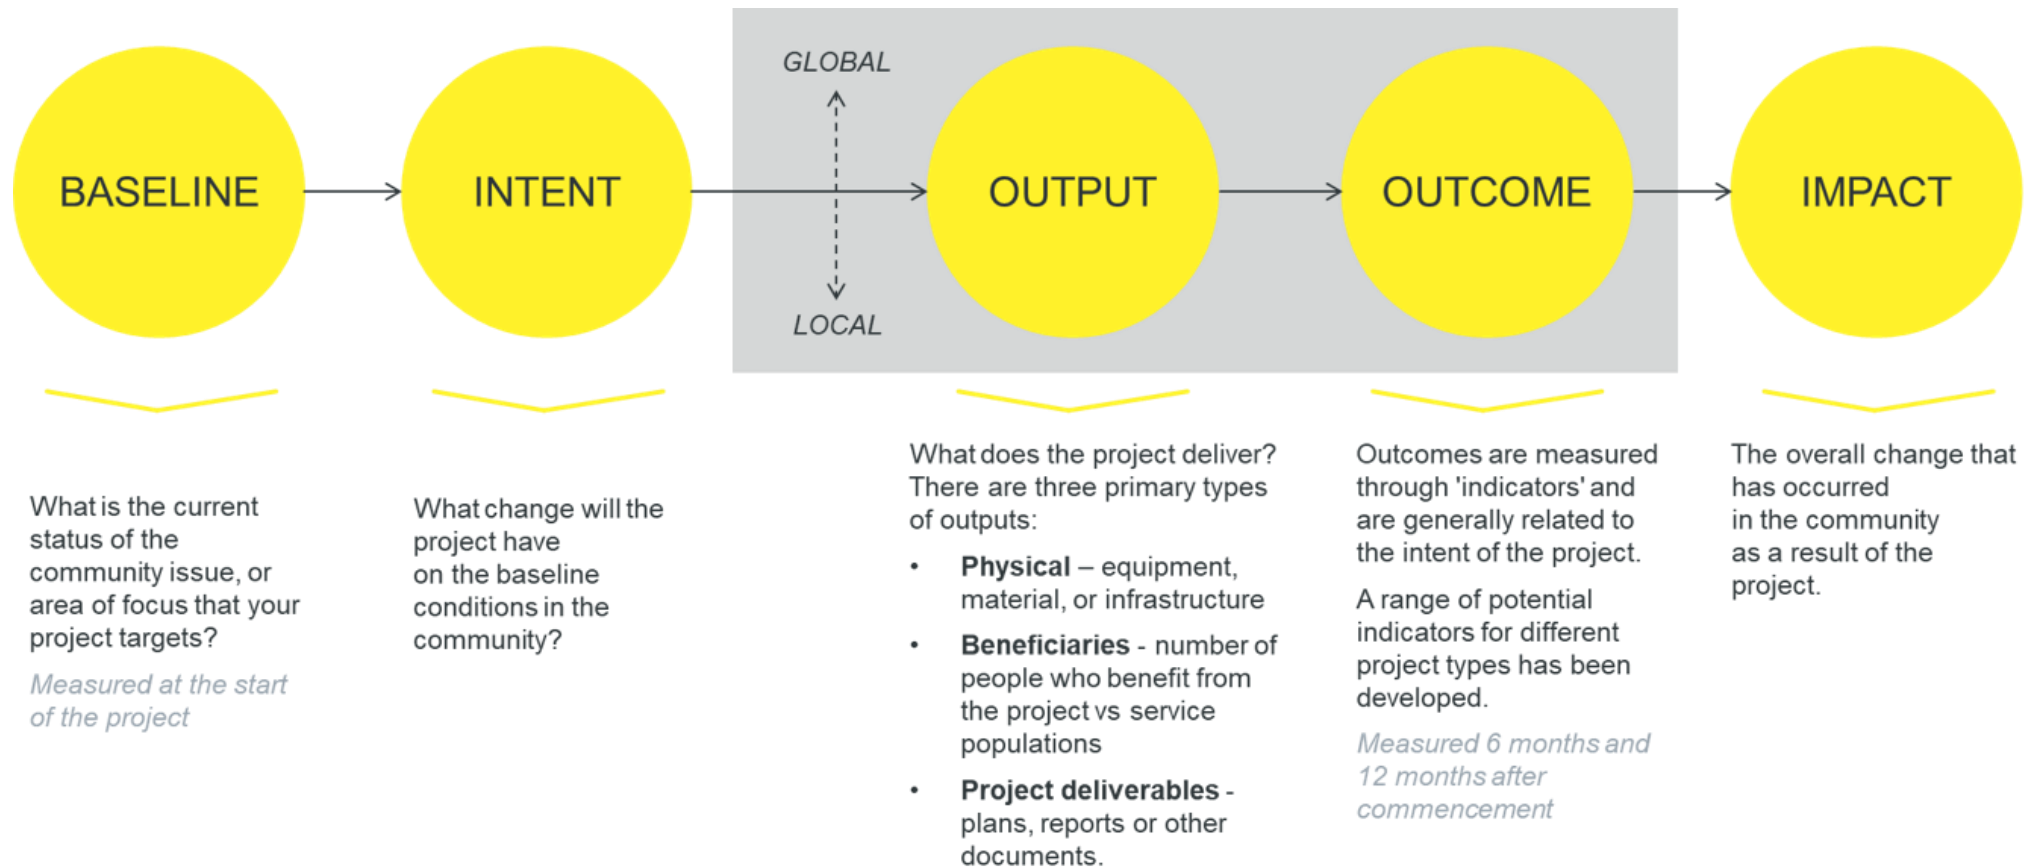 GLOBAL
BASELINE
INTENT
OUTPUT
OUTCOME
IMPACT
LOCAL
What is the current
status of the
community issue, or
area of focus that your
project targets?
Measured at the start
of the project
What change will the
project have
on the baseline
conditions in the
community?
What does the project deliver?
There are three primary types
of outputs:
• Physical – equipment,
material, or infrastructure
• Beneficiaries - number of
people who benefit from
the project vs service
populations
• Project deliverables -
plans, reports or other
documents.
Outcomes are measured
through 'indicators' and
are generally related to
the intent of the project.
A range of potential
indicators for different
project types has been
developed.
Measured 6 months and
12 months after
commencement
The overall change that
has occurred
in the community
as a result of the
project.